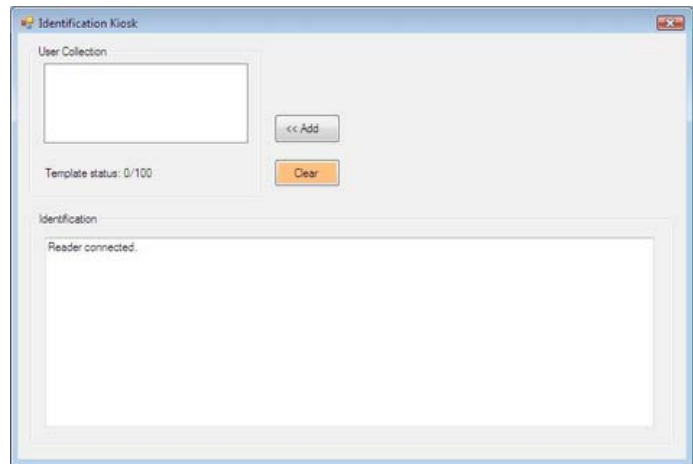 Identification Kiosk
User Collection
<< Add
Template status: 0/100
Clear
Identification
Reader connected.